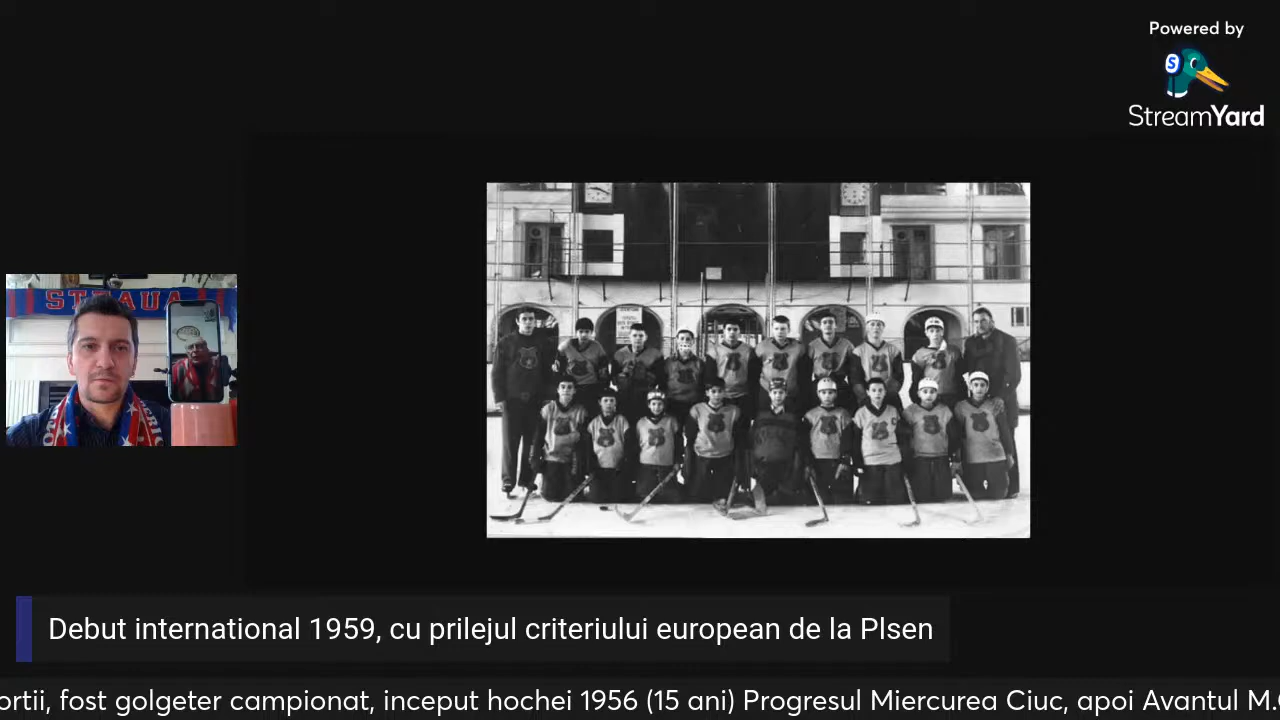 Powered by
StreamYard
STEAUA
Debut international 1959, cu prilejul criteriului european de la Plsen
ortii, fost golgeter campionat, inceput hochei 1956 (15 ani) Progresul Miercurea Ciuc, apoi Avantul M.C